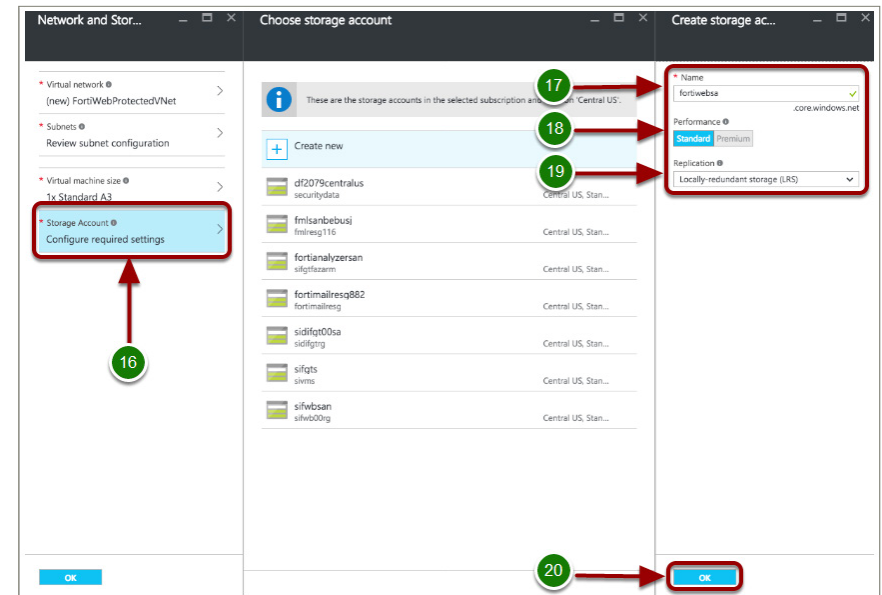 Network and Stor...
* Virtual network
(new) FortiWebProtectedVNet
* Subnets
Review subnet configuration
* Virtual machine size
1x Standard A3
* Storage Account
Configure required settings
16
OK
Choose storage account
These are the storage accounts in the selected subscription and 'Central US'.
Create new
df2079centralus
securitydata
Central US, Stan...
fmlsanbebusj
fmlresg116
Central US, Stan...
fortianalyzersan
sifgtfazarm
Central US, Stan...
fortimailresg882
fortimailresg
Central US, Stan...
sidifgt00sa
sidifgtrg
Central US, Stan...
sifgts
sivms
Central US, Stan...
sifwbsan
sifwb00rg
Central US, Stan...
Create storage ac...
17
* Name
fortiwebsa
.core.windows.net
18
Performance
Standard Premium
19
Replication
Locally-redundant storage (LRS)
20
OK